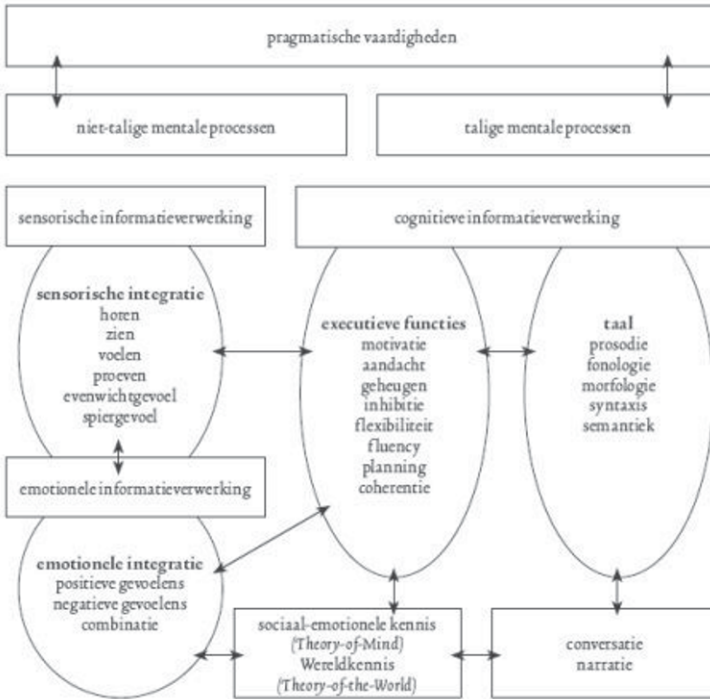 pragmatische vaardigheden
niet-talige mentale processen
talige mentale processen
sensorische informatieverwerking
cognitieve informatieverwerking
sensorische integratie
horen
zien
voelen
proeven
evenwichtgevoel
spiergevoel
executieve functies
motivatie
aandacht
geheugen
inhibitie
flexibiliteit
fluency
planning
coherentie
taal
prosodie
fonologie
morfologie
syntaxis
semantiek
emotionele informatieverwerking
emotionele integratie
positieve gevoelens
negatieve gevoelens
combinatie
sociaal-emotionele kennis
(Theory-of-Mind)
Wereldkennis
(Theory-of-the-World)
conversatie
narratie